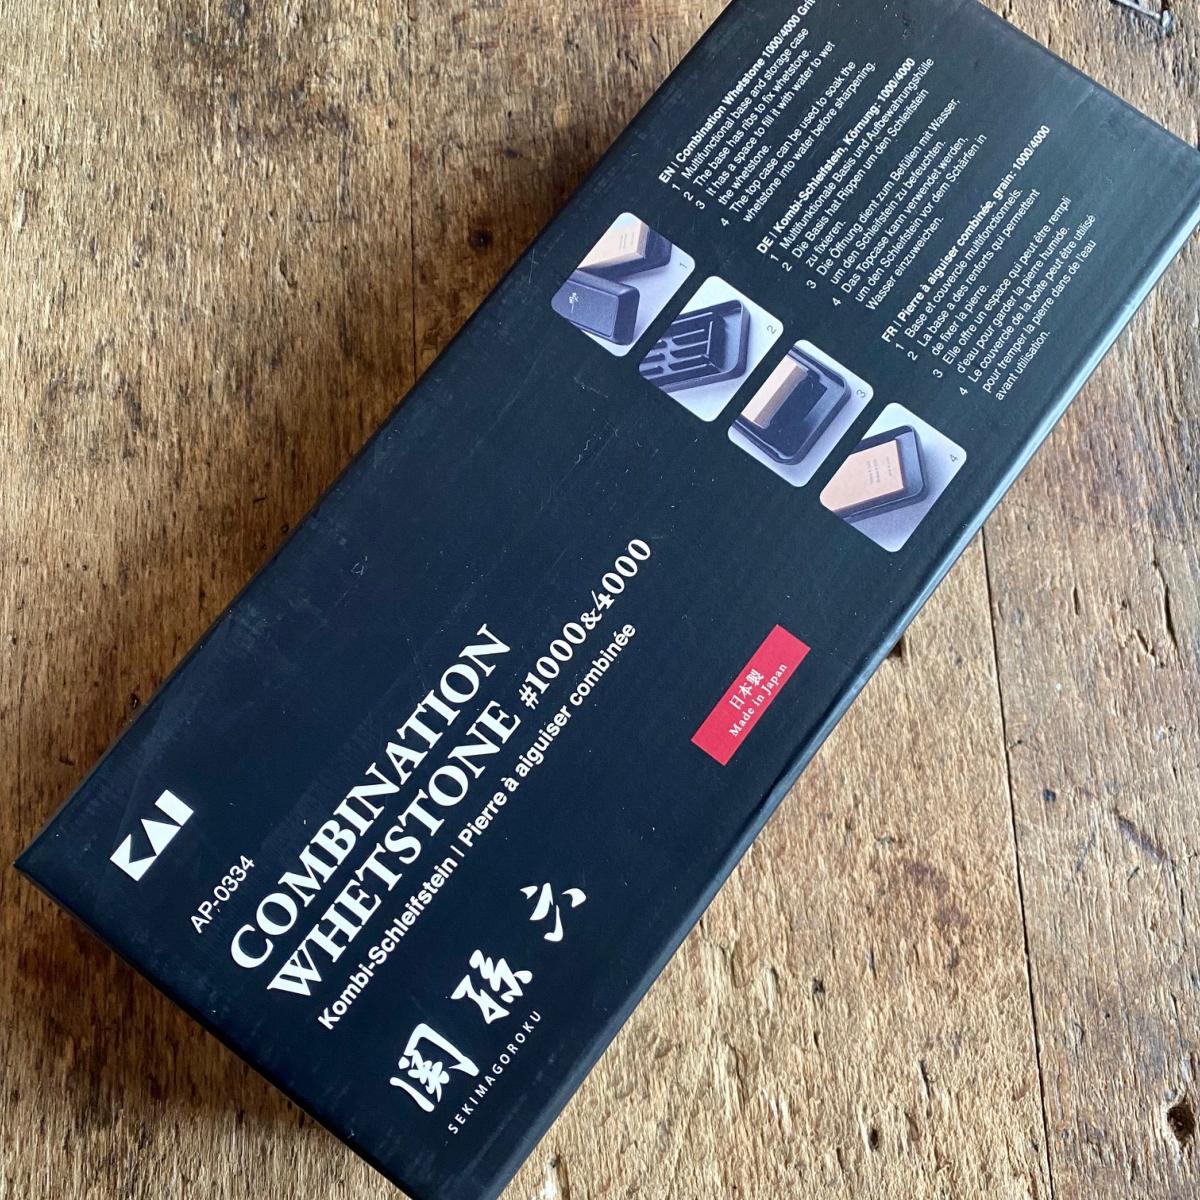 KAI
AP-0334
COMBINATION
WHETSTONE #1000&4000
Kombi-Schleifstein | Pierre à aiguiser combinée
関孫六
SEKIMAGOROKU
日本製
Made in Japan
1
2
3
4
EN | Combination Whetstone 1000/4000 Grit
1 Multifunctional base and storage case
2 The base has ribs to fix whetstone.
3 It has a space to fill it with water to wet
the whetstone.
4 The top case can be used to soak the
whetstone into water before sharpening.
DE | Kombi-Schleifstein, Körnung: 1000/4000
1 Multifunktionale Basis und Aufbewahrungshülle
2 Die Basis hat Rippen um den Schleifstein
zu fixieren.
3 Die Öffnung dient zum Befüllen mit Wasser,
um den Schleifstein zu befeuchten.
4 Das Topcase kann verwendet werden,
um den Schleifstein vor dem Schärfen in
Wasser einzuweichen.
FR | Pierre à aiguiser combinée, grain: 1000/4000
1 Base et couvercle multifonctionnels.
2 La base a des renforts qui permettent
de fixer la pierre.
3 Elle offre un espace qui peut être rempli
d'eau pour garder la pierre humide.
4 Le couvercle de la boite peut être utilisé
pour tremper la pierre dans de l'eau
avant utilisation.